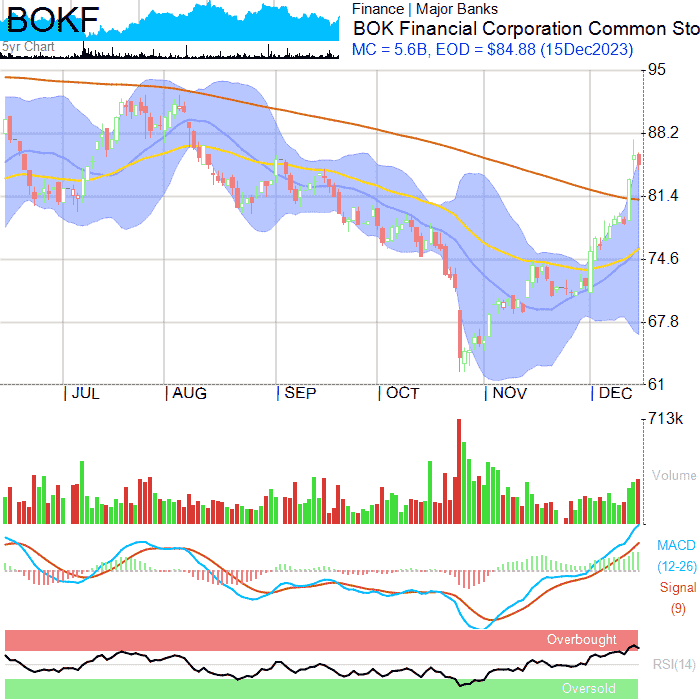 BOKF
5yr Chart
Finance | Major Banks
BOK Financial Corporation Common Sto
MC = 5.6B, EOD = $84.88 (15Dec2023)
95
88.2
81.4
74.6
67.8
61
JUL AUG SEP OCT NOV DEC
713k
Volume
MACD
(12-26)
Signal
(9)
Overbought
RSI(14)
Oversold